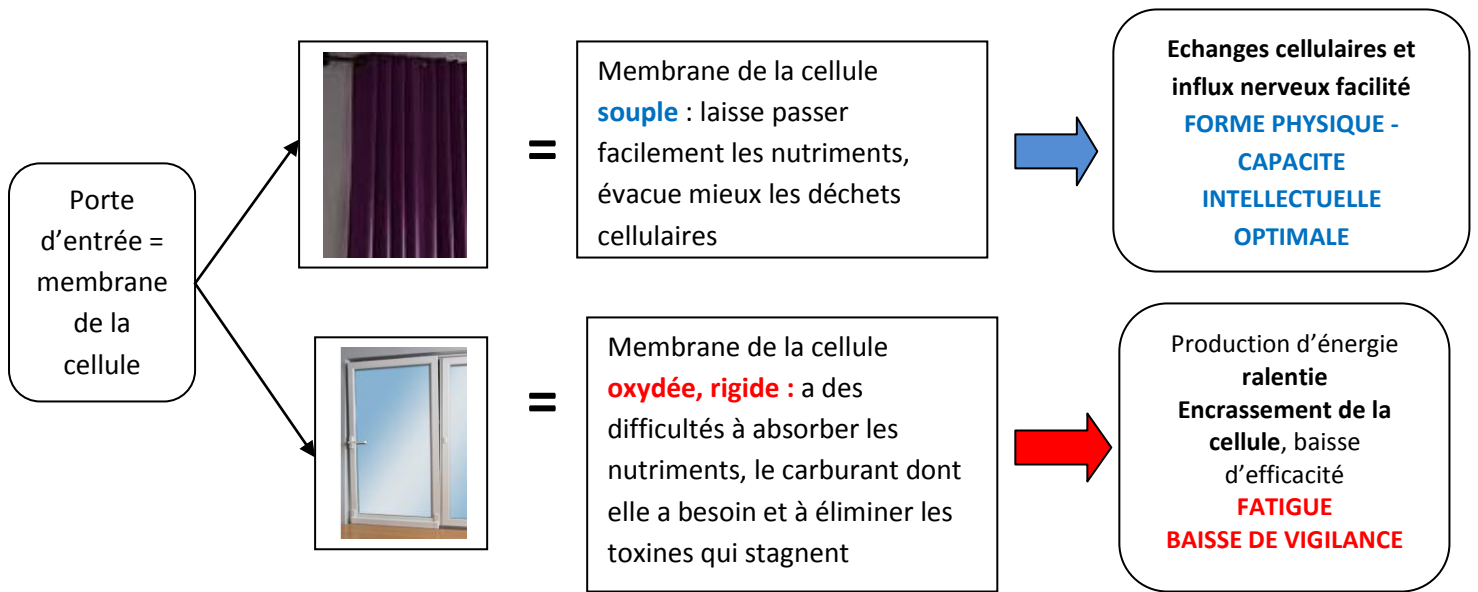 Porte
d’entrée =
membrane
de la
cellule
=
Membrane de la cellule
souple : laisse passer
facilement les nutriments,
évacue mieux les déchets
cellulaires
Echanges cellulaires et
influx nerveux facilité
FORME PHYSIQUE -
CAPACITE
INTELLECTUELLE
OPTIMALE
=
Membrane de la cellule
oxydée, rigide : a des
difficultés à absorber les
nutriments, le carburant dont
elle a besoin et à éliminer les
toxines qui stagnent
Production d’énergie
ralentie
Encrassement de la
cellule, baisse
d’efficacité
FATIGUE
BAISSE DE VIGILANCE